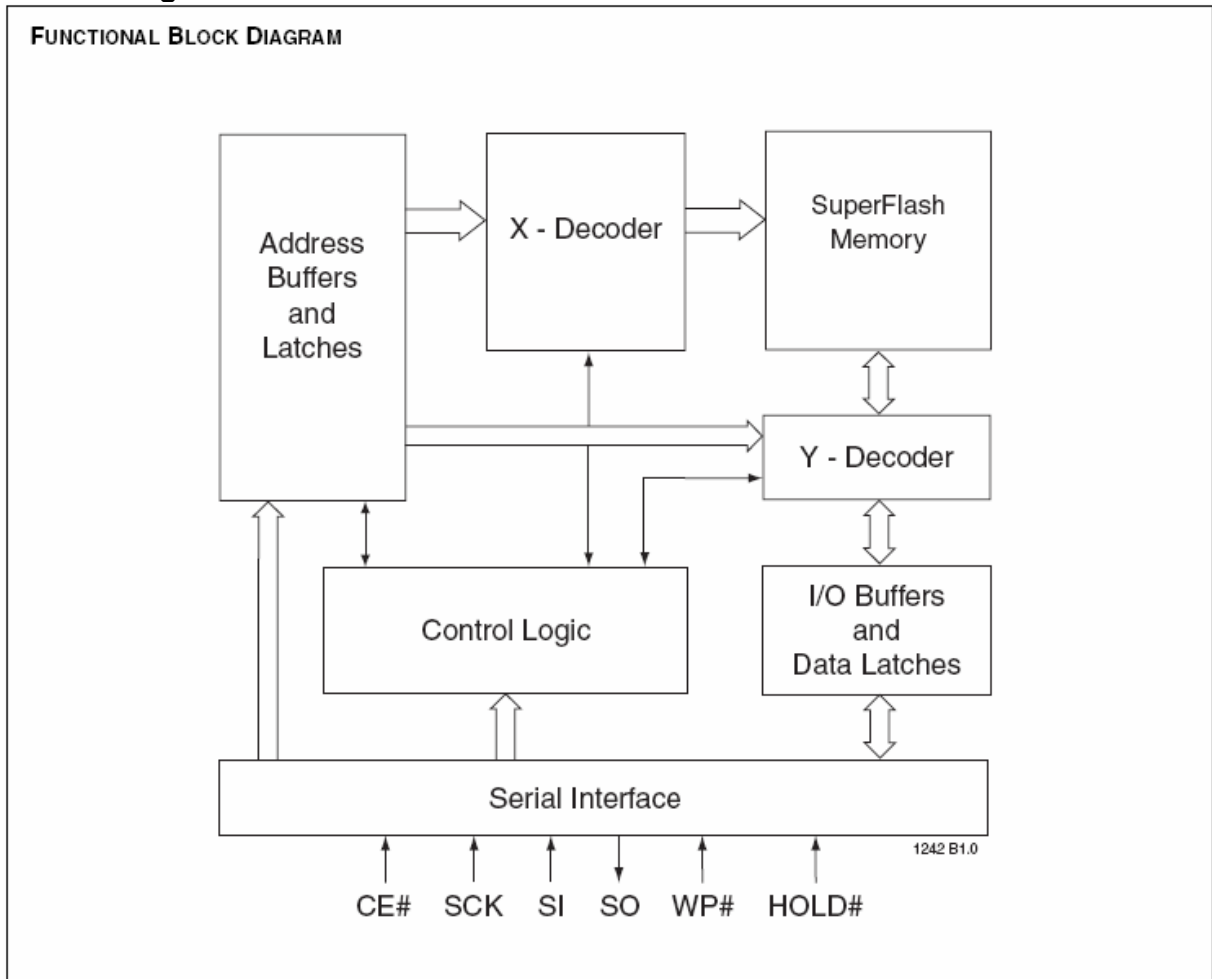 FUNCTIONAL BLOCK DIAGRAM
Address
Buffers
and
Latches
X - Decoder
SuperFlash
Memory
Y - Decoder
Control Logic
I/O Buffers
and
Data Latches
Serial Interface
1242 B1.0
CE# SCK SI SO WP# HOLD#